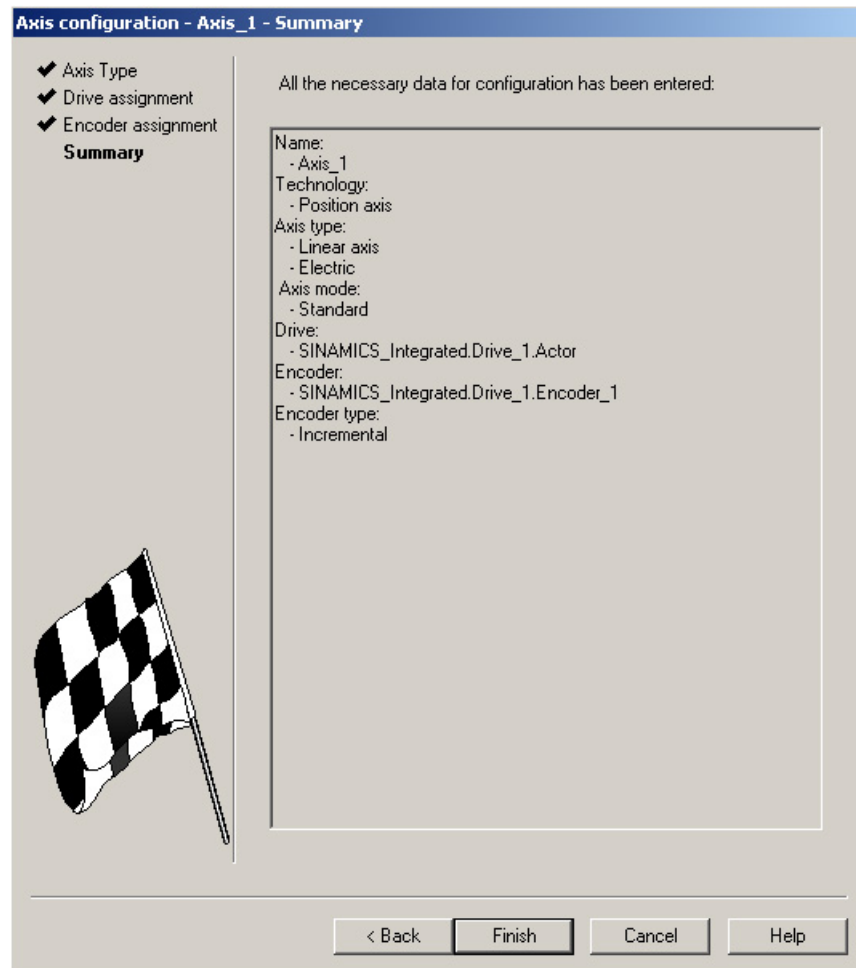 Axis configuration - Axis_1 - Summary
Axis Type
Drive assignment
Encoder assignment
Summary
All the necessary data for configuration has been entered:
Name:
- Axis_1
Technology:
- Position axis
Axis type:
- Linear axis
- Electric
Axis mode:
- Standard
Drive:
- SINAMICS_Integrated.Drive_1.Actor
Encoder:
- SINAMICS_Integrated.Drive_1.Encoder_1
Encoder type:
- Incremental
< Back Finish Cancel Help